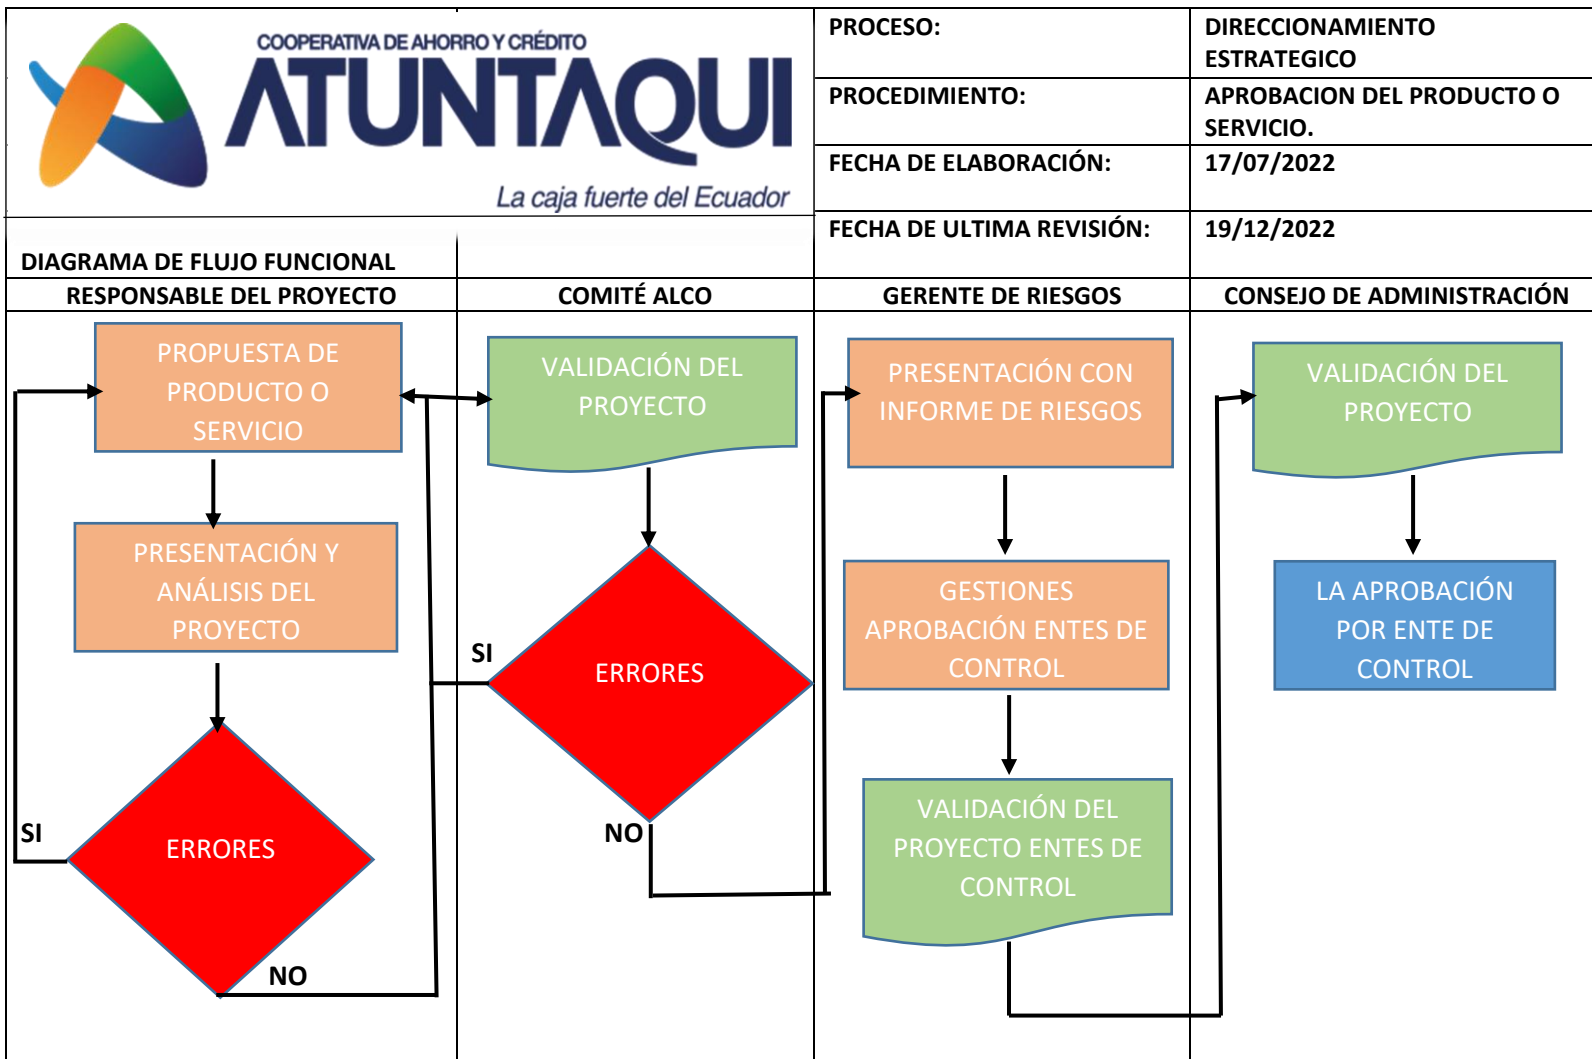 COOPERATIVA DE AHORRO Y CRÉDITO
ATUNTAQUI
La caja fuerte del Ecuador
PROCESO:
DIRECCIONAMIENTO
ESTRATEGICO
PROCEDIMIENTO:
APROBACION DEL PRODUCTO O
SERVICIO.
FECHA DE ELABORACIÓN:
17/07/2022
FECHA DE ULTIMA REVISIÓN:
19/12/2022
DIAGRAMA DE FLUJO FUNCIONAL
RESPONSABLE DEL PROYECTO
COMITÉ ALCO
GERENTE DE RIESGOS
CONSEJO DE ADMINISTRACIÓN
PROPUESTA DE
PRODUCTO O
SERVICIO
PRESENTACIÓN Y
ANÁLISIS DEL
PROYECTO
ERRORES
SI
NO
VALIDACIÓN DEL
PROYECTO
ERRORES
SI
NO
PRESENTACIÓN CON
INFORME DE RIESGOS
GESTIONES
APROBACIÓN ENTES DE
CONTROL
VALIDACIÓN DEL
PROYECTO ENTES DE
CONTROL
VALIDACIÓN DEL
PROYECTO
LA APROBACIÓN
POR ENTE DE
CONTROL